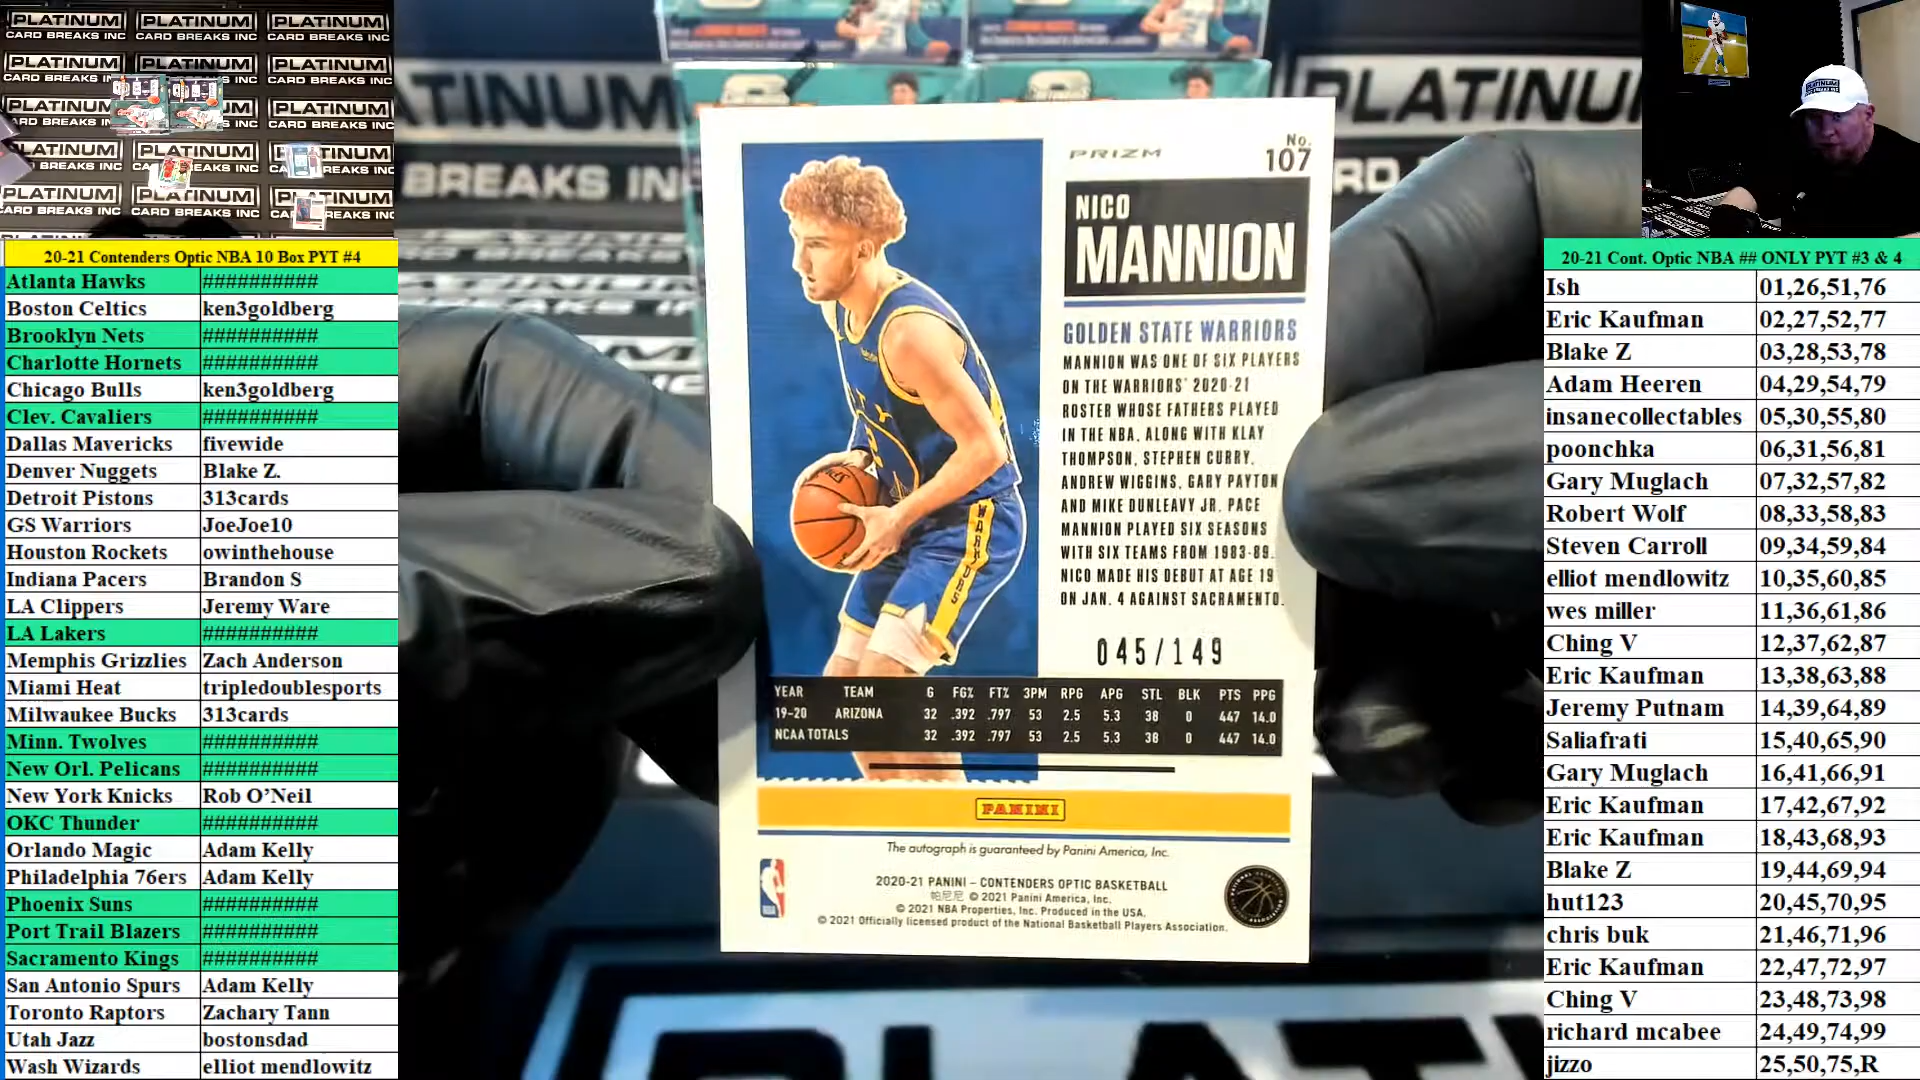 PLATINUM PLATINUM PLATINUM
CARD BREAKS INC CARD BREAKS INC CARD BREAKS INC
20-21 Contenders Optic NBA 10 Box PYT #4
Atlanta Hawks ##########
Boston Celtics ken3goldberg
Brooklyn Nets ##########
Charlotte Hornets ##########
Chicago Bulls ken3goldberg
Clev. Cavaliers ##########
Dallas Mavericks fivewide
Denver Nuggets Blake Z.
Detroit Pistons 313cards
GS Warriors JoeJoe10
Houston Rockets owinthehouse
Indiana Pacers Brandon S
LA Clippers Jeremy Ware
LA Lakers ##########
Memphis Grizzlies Zach Anderson
Miami Heat tripledoublesports
Milwaukee Bucks 313cards
Minn. Twolves ##########
New Orl. Pelicans ##########
New York Knicks Rob O’Neil
OKC Thunder ##########
Orlando Magic Adam Kelly
Philadelphia 76ers Adam Kelly
Phoenix Suns ##########
Port Trail Blazers ##########
Sacramento Kings ##########
San Antonio Spurs Adam Kelly
Toronto Raptors Zachary Tann
Utah Jazz bostonsdad
Wash Wizards elliot mendlowitz
PRIZM
No.
107
NICO
MANNION
GOLDEN STATE WARRIORS
MANNION WAS ONE OF SIX PLAYERS
ON THE WARRIORS' 2020-21
ROSTER WHOSE FATHERS PLAYED
IN THE NBA, ALONG WITH KLAY
THOMPSON, STEPHEN CURRY,
ANDREW WIGGINS, GARY PAYTON
AND MIKE DUNLEAVY JR. PACE
MANNION PLAYED SIX SEASONS
WITH SIX TEAMS FROM 1983-89.
NICO MADE HIS DEBUT AT AGE 19
ON JAN. 4 AGAINST SACRAMENTO.
045/149
YEAR TEAM G FG% FT% 3PM RPG APG STL BLK PTS PPG
19-20 ARIZONA 32 .392 .797 53 2.5 5.3 38 0 447 14.0
NCAA TOTALS 32 .392 .797 53 2.5 5.3 38 0 447 14.0
PANINI
The autograph is guaranteed by Panini America, Inc.
2020-21 PANINI – CONTENDERS OPTIC BASKETBALL
帕尼尼 © 2021 Panini America, Inc.
© 2021 NBA Properties, Inc. Produced in the USA.
© 2021 Officially licensed product of the National Basketball Players Association.
20-21 Cont. Optic NBA ## ONLY PYT #3 & 4
Ish 01,26,51,76
Eric Kaufman 02,27,52,77
Blake Z 03,28,53,78
Adam Heeren 04,29,54,79
insanecollectables 05,30,55,80
poonchka 06,31,56,81
Gary Muglach 07,32,57,82
Robert Wolf 08,33,58,83
Steven Carroll 09,34,59,84
elliot mendlowitz 10,35,60,85
wes miller 11,36,61,86
Ching V 12,37,62,87
Eric Kaufman 13,38,63,88
Jeremy Putnam 14,39,64,89
Saliafrati 15,40,65,90
Gary Muglach 16,41,66,91
Eric Kaufman 17,42,67,92
Eric Kaufman 18,43,68,93
Blake Z 19,44,69,94
hut123 20,45,70,95
chris buk 21,46,71,96
Eric Kaufman 22,47,72,97
Ching V 23,48,73,98
richard mcabee 24,49,74,99
jizzo 25,50,75,R